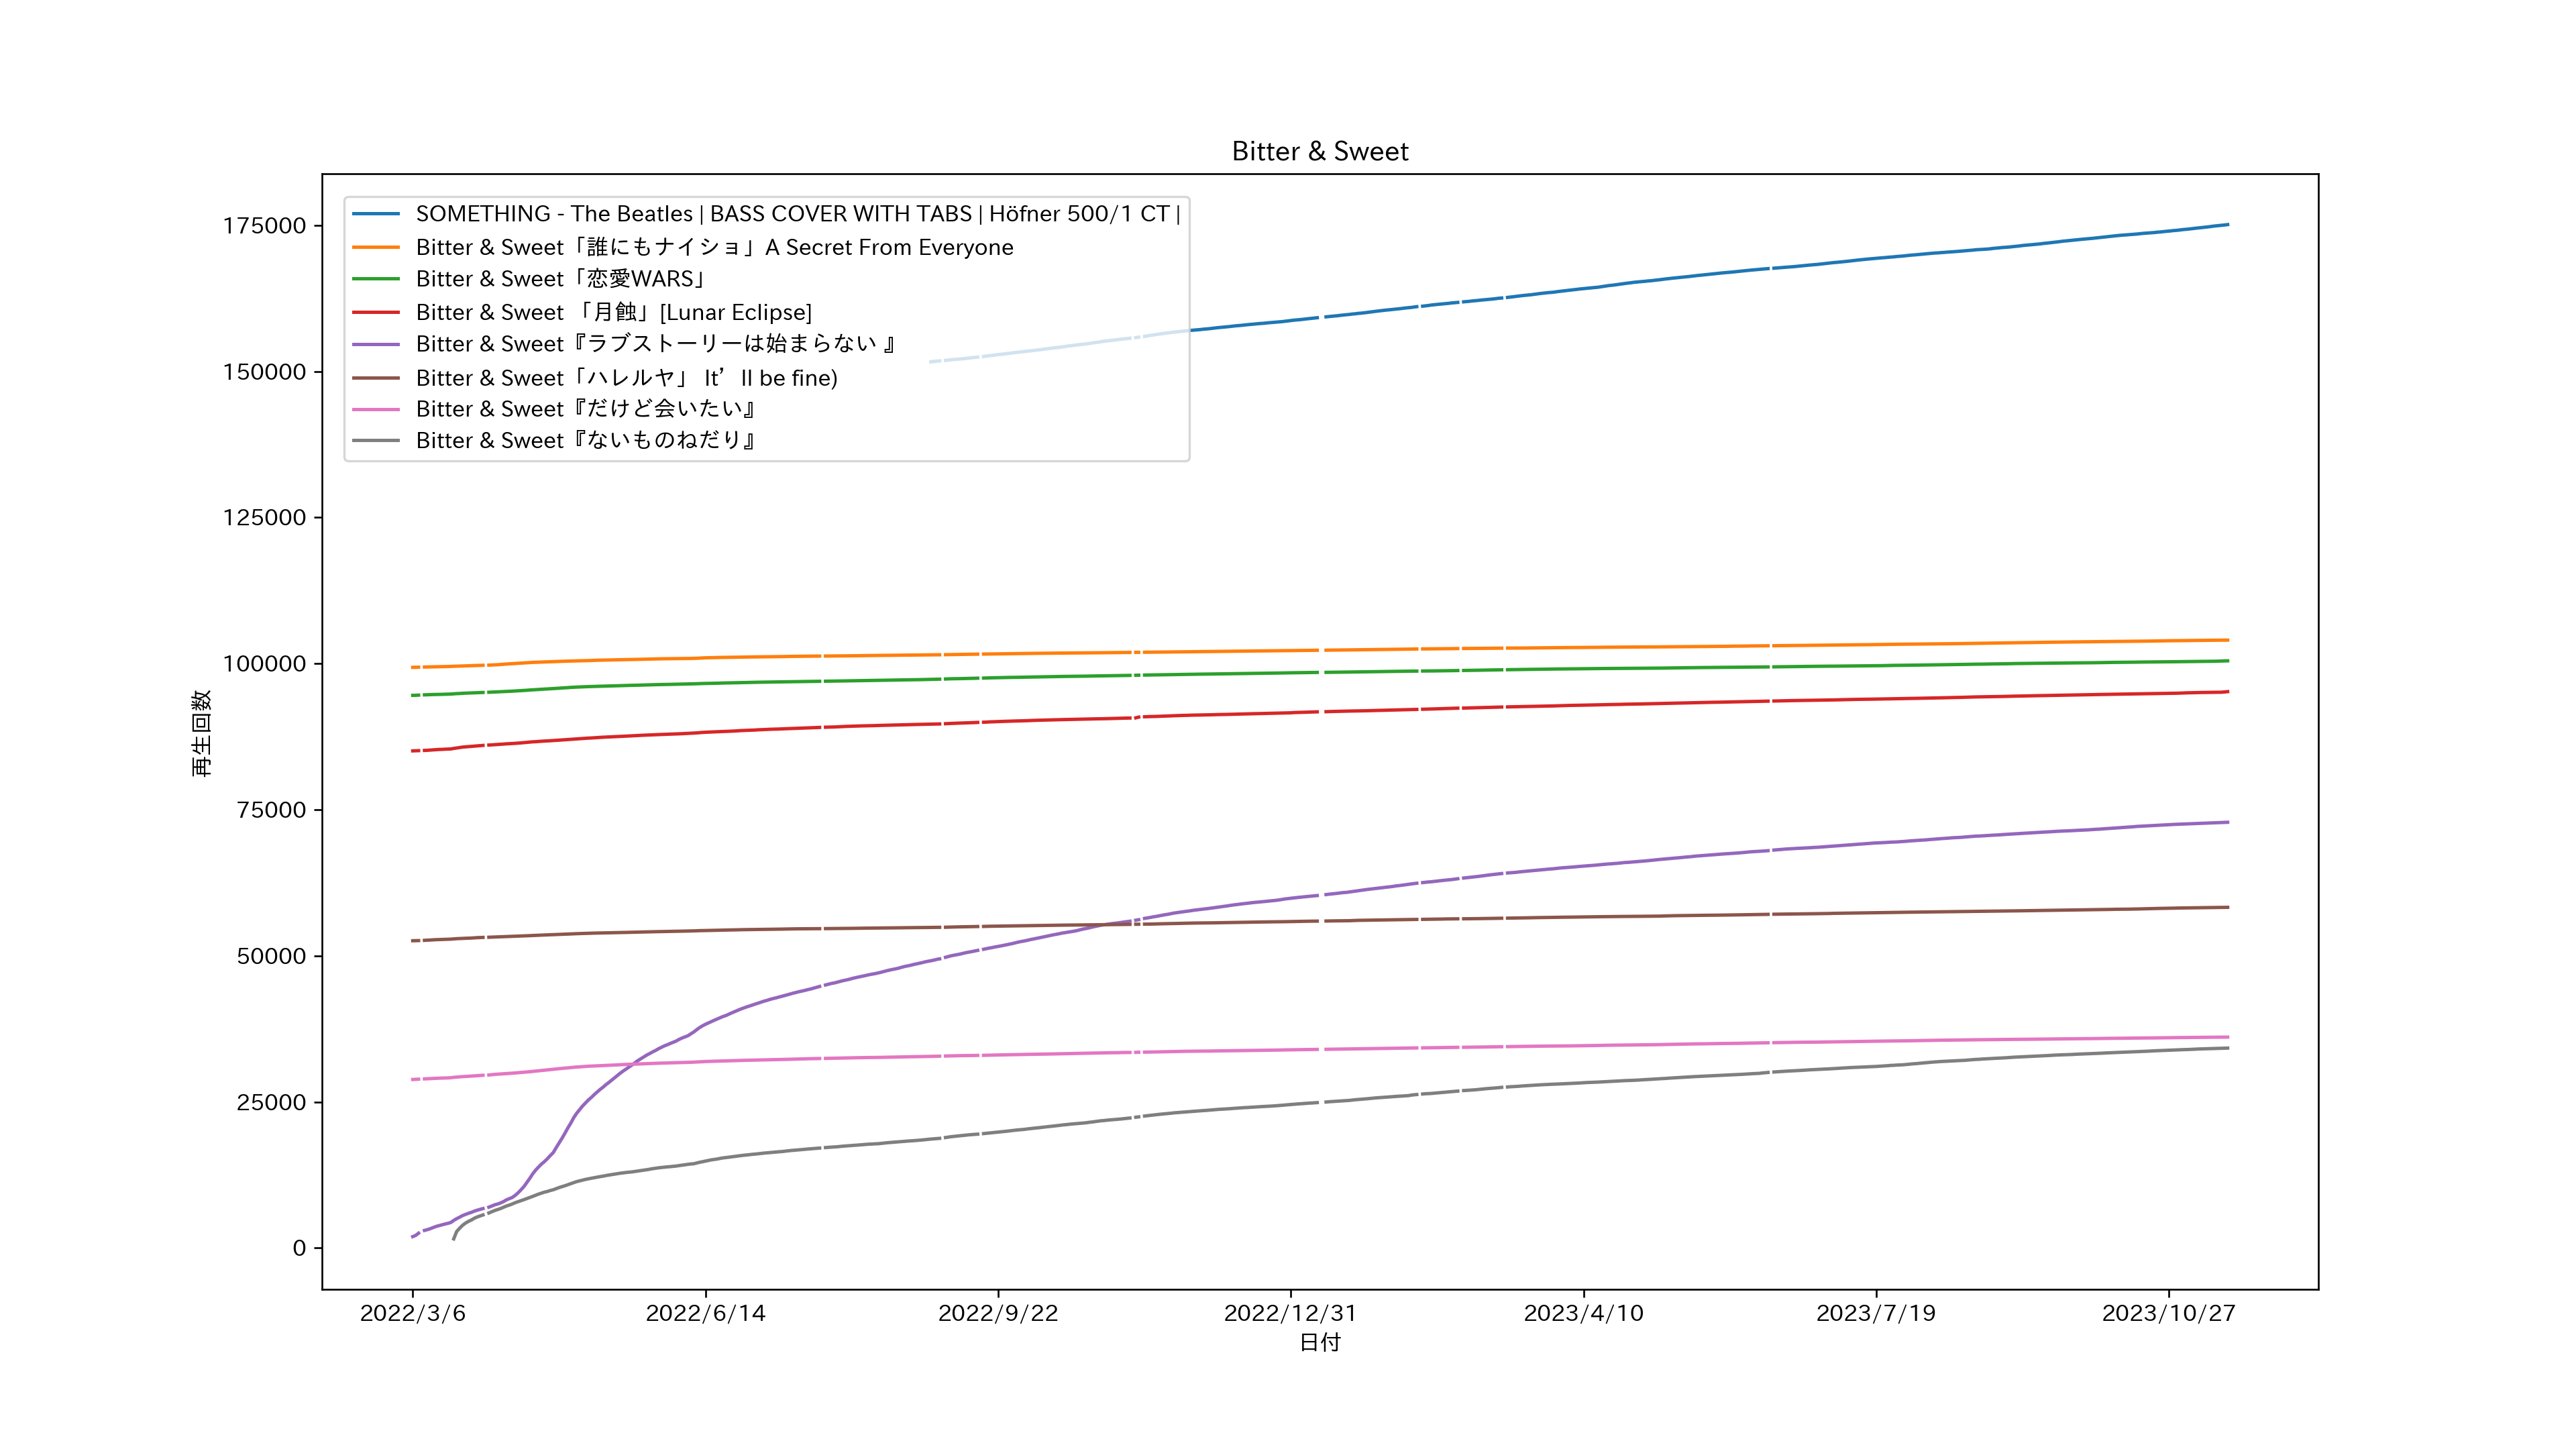 Bitter & Sweet
SOMETHING - The Beatles | BASS COVER WITH TABS | Höfner 500/1 CT |
Bitter & Sweet「誰にもナイショ」A Secret From Everyone
Bitter & Sweet「恋愛WARS」
Bitter & Sweet 「月蝕」[Lunar Eclipse]
Bitter & Sweet『ラブストーリーは始まらない 』
Bitter & Sweet「ハレルヤ」 It’ll be fine)
Bitter & Sweet『だけど会いたい』
Bitter & Sweet『ないものねだり』
175000
150000
125000
100000
75000
50000
25000
0
再生回数
2022/3/6
2022/6/14
2022/9/22
2022/12/31
2023/4/10
2023/7/19
2023/10/27
日付